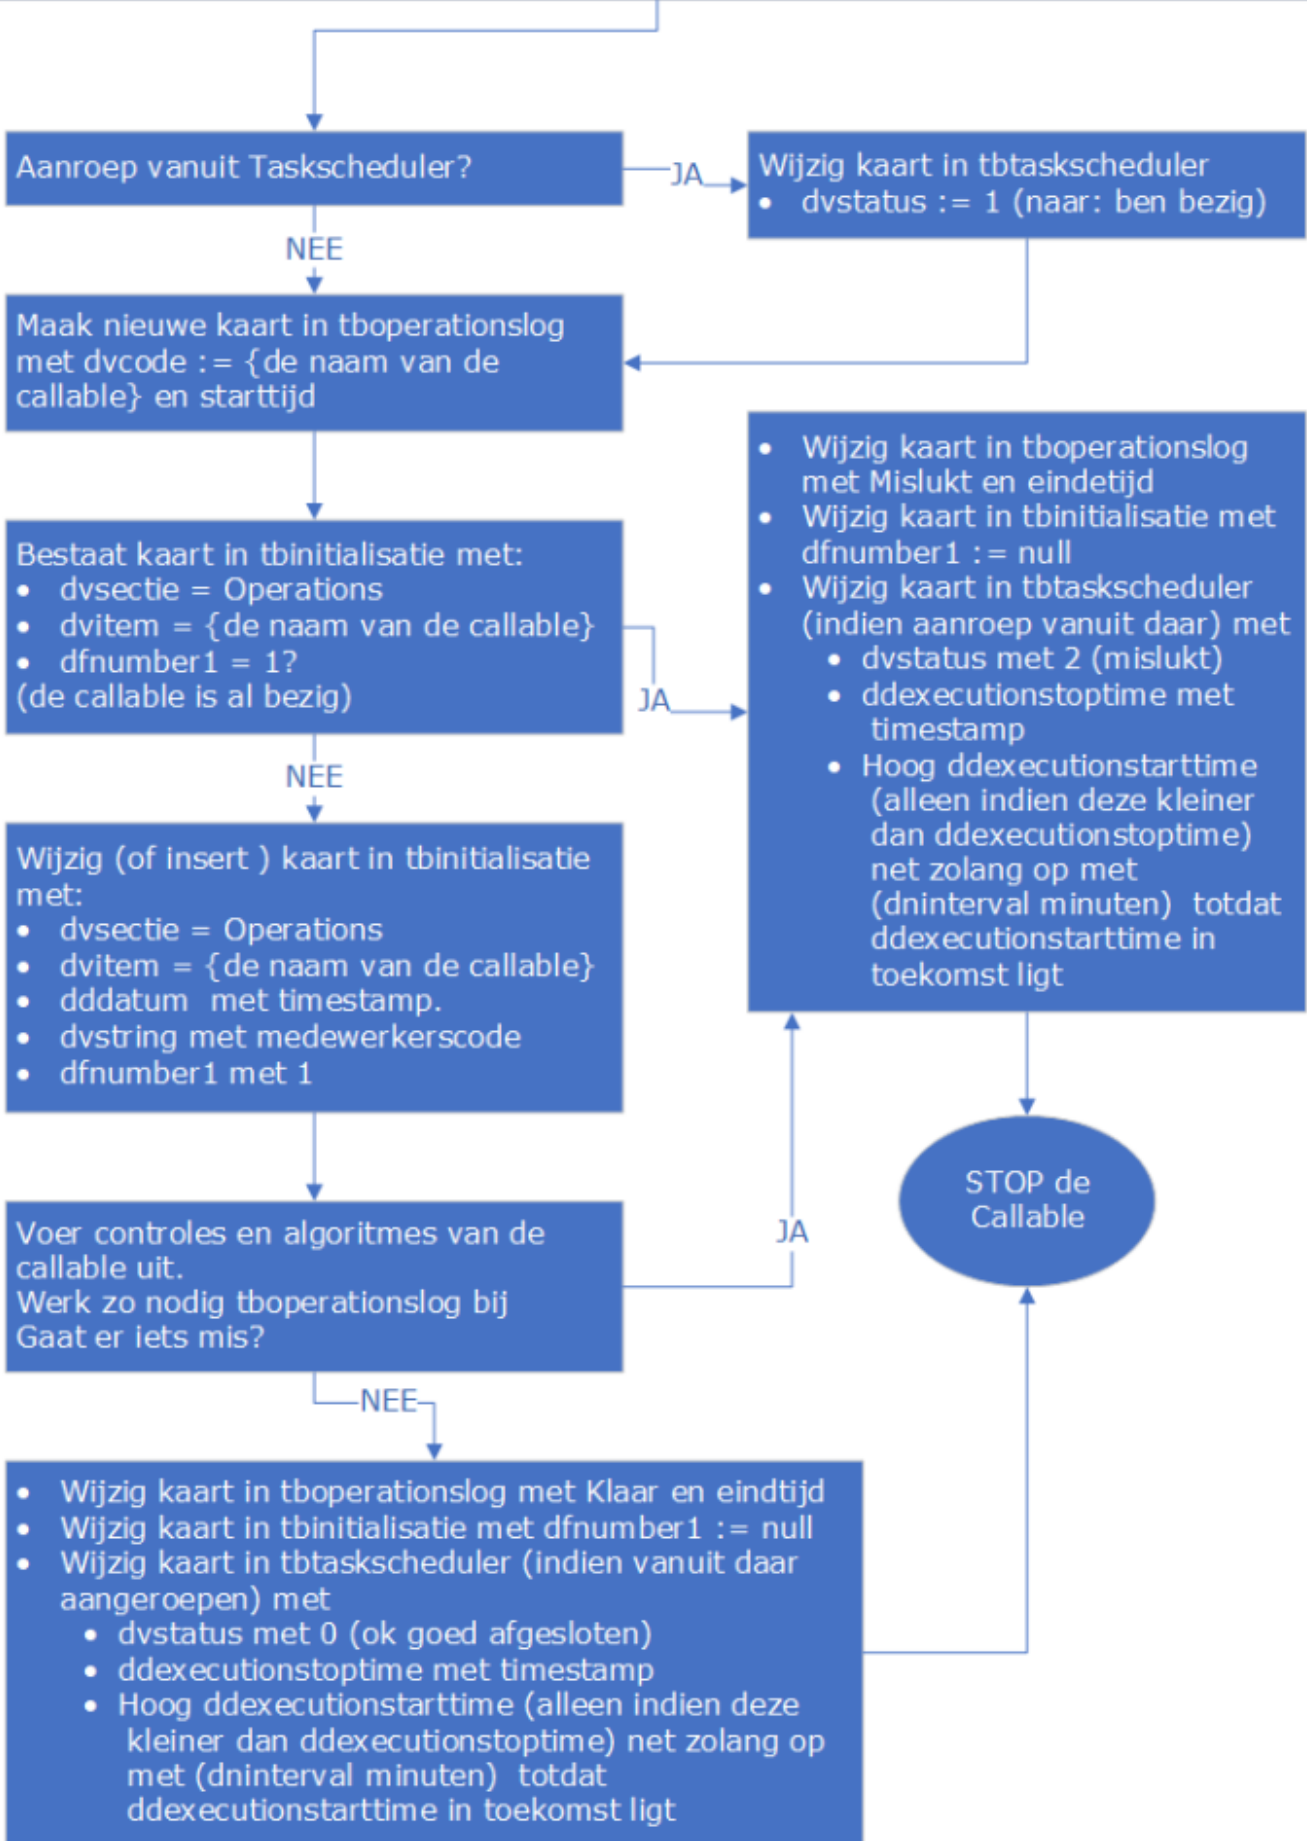 Aanroep vanuit Taskscheduler?
JA
Wijzig kaart in tbtaskscheduler
• dvstatus := 1 (naar: ben bezig)
NEE
Maak nieuwe kaart in tboperationslog
met dvcode := {de naam van de
callable} en starttijd
Bestaat kaart in tbinitialisatie met:
• dvsectie = Operations
• dvitem = {de naam van de callable}
• dfnumber1 = 1?
(de callable is al bezig)
JA
• Wijzig kaart in tboperationslog
met Mislukt en eindetijd
• Wijzig kaart in tbinitialisatie met
dfnumber1 := null
• Wijzig kaart in tbtaskscheduler
(indien aanroep vanuit daar) met
• dvstatus met 2 (mislukt)
• ddexecutionstoptime met
timestamp
• Hoog ddexecutionstarttime
(alleen indien deze kleiner
dan ddexecutionstoptime)
net zolang op met
(dninterval minuten) totdat
ddexecutionstarttime in
toekomst ligt
NEE
Wijzig (of insert ) kaart in tbinitialisatie
met:
• dvsectie = Operations
• dvitem = {de naam van de callable}
• dddatum met timestamp.
• dvstring met medewerkerscode
• dfnumber1 met 1
Voer controles en algoritmes van de
callable uit.
Werk zo nodig tboperationslog bij
Gaat er iets mis?
JA
STOP de
Callable
NEE
• Wijzig kaart in tboperationslog met Klaar en eindtijd
• Wijzig kaart in tbinitialisatie met dfnumber1 := null
• Wijzig kaart in tbtaskscheduler (indien vanuit daar
aangeroepen) met
• dvstatus met 0 (ok goed afgesloten)
• ddexecutionstoptime met timestamp
• Hoog ddexecutionstarttime (alleen indien deze
kleiner dan ddexecutionstoptime) net zolang op
met (dninterval minuten) totdat
ddexecutionstarttime in toekomst ligt